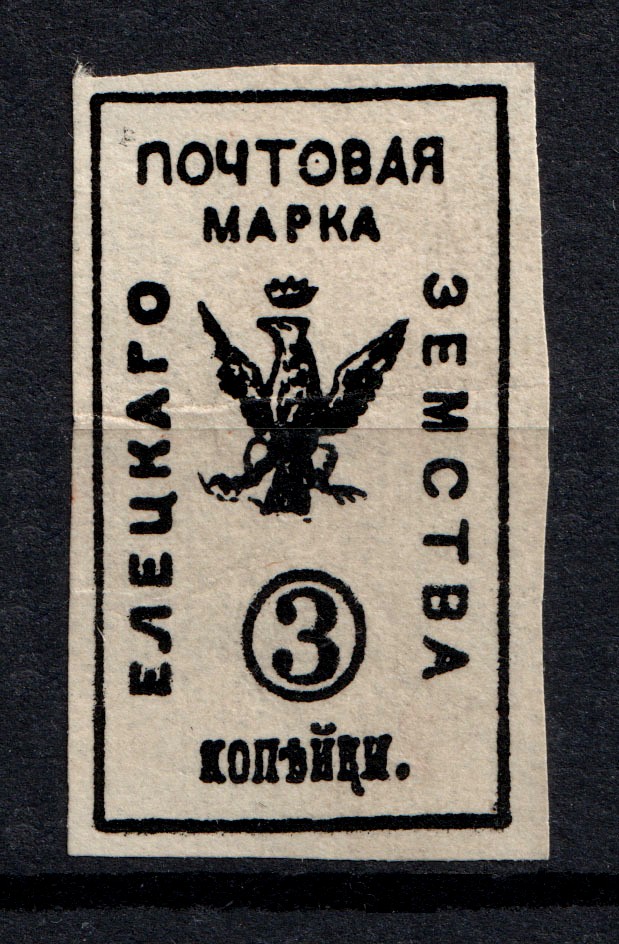 ПОЧТОВАЯ
МАРКА
ЕЛЕЦКАГО
ЗЕМСТВА
3
копѣйки.